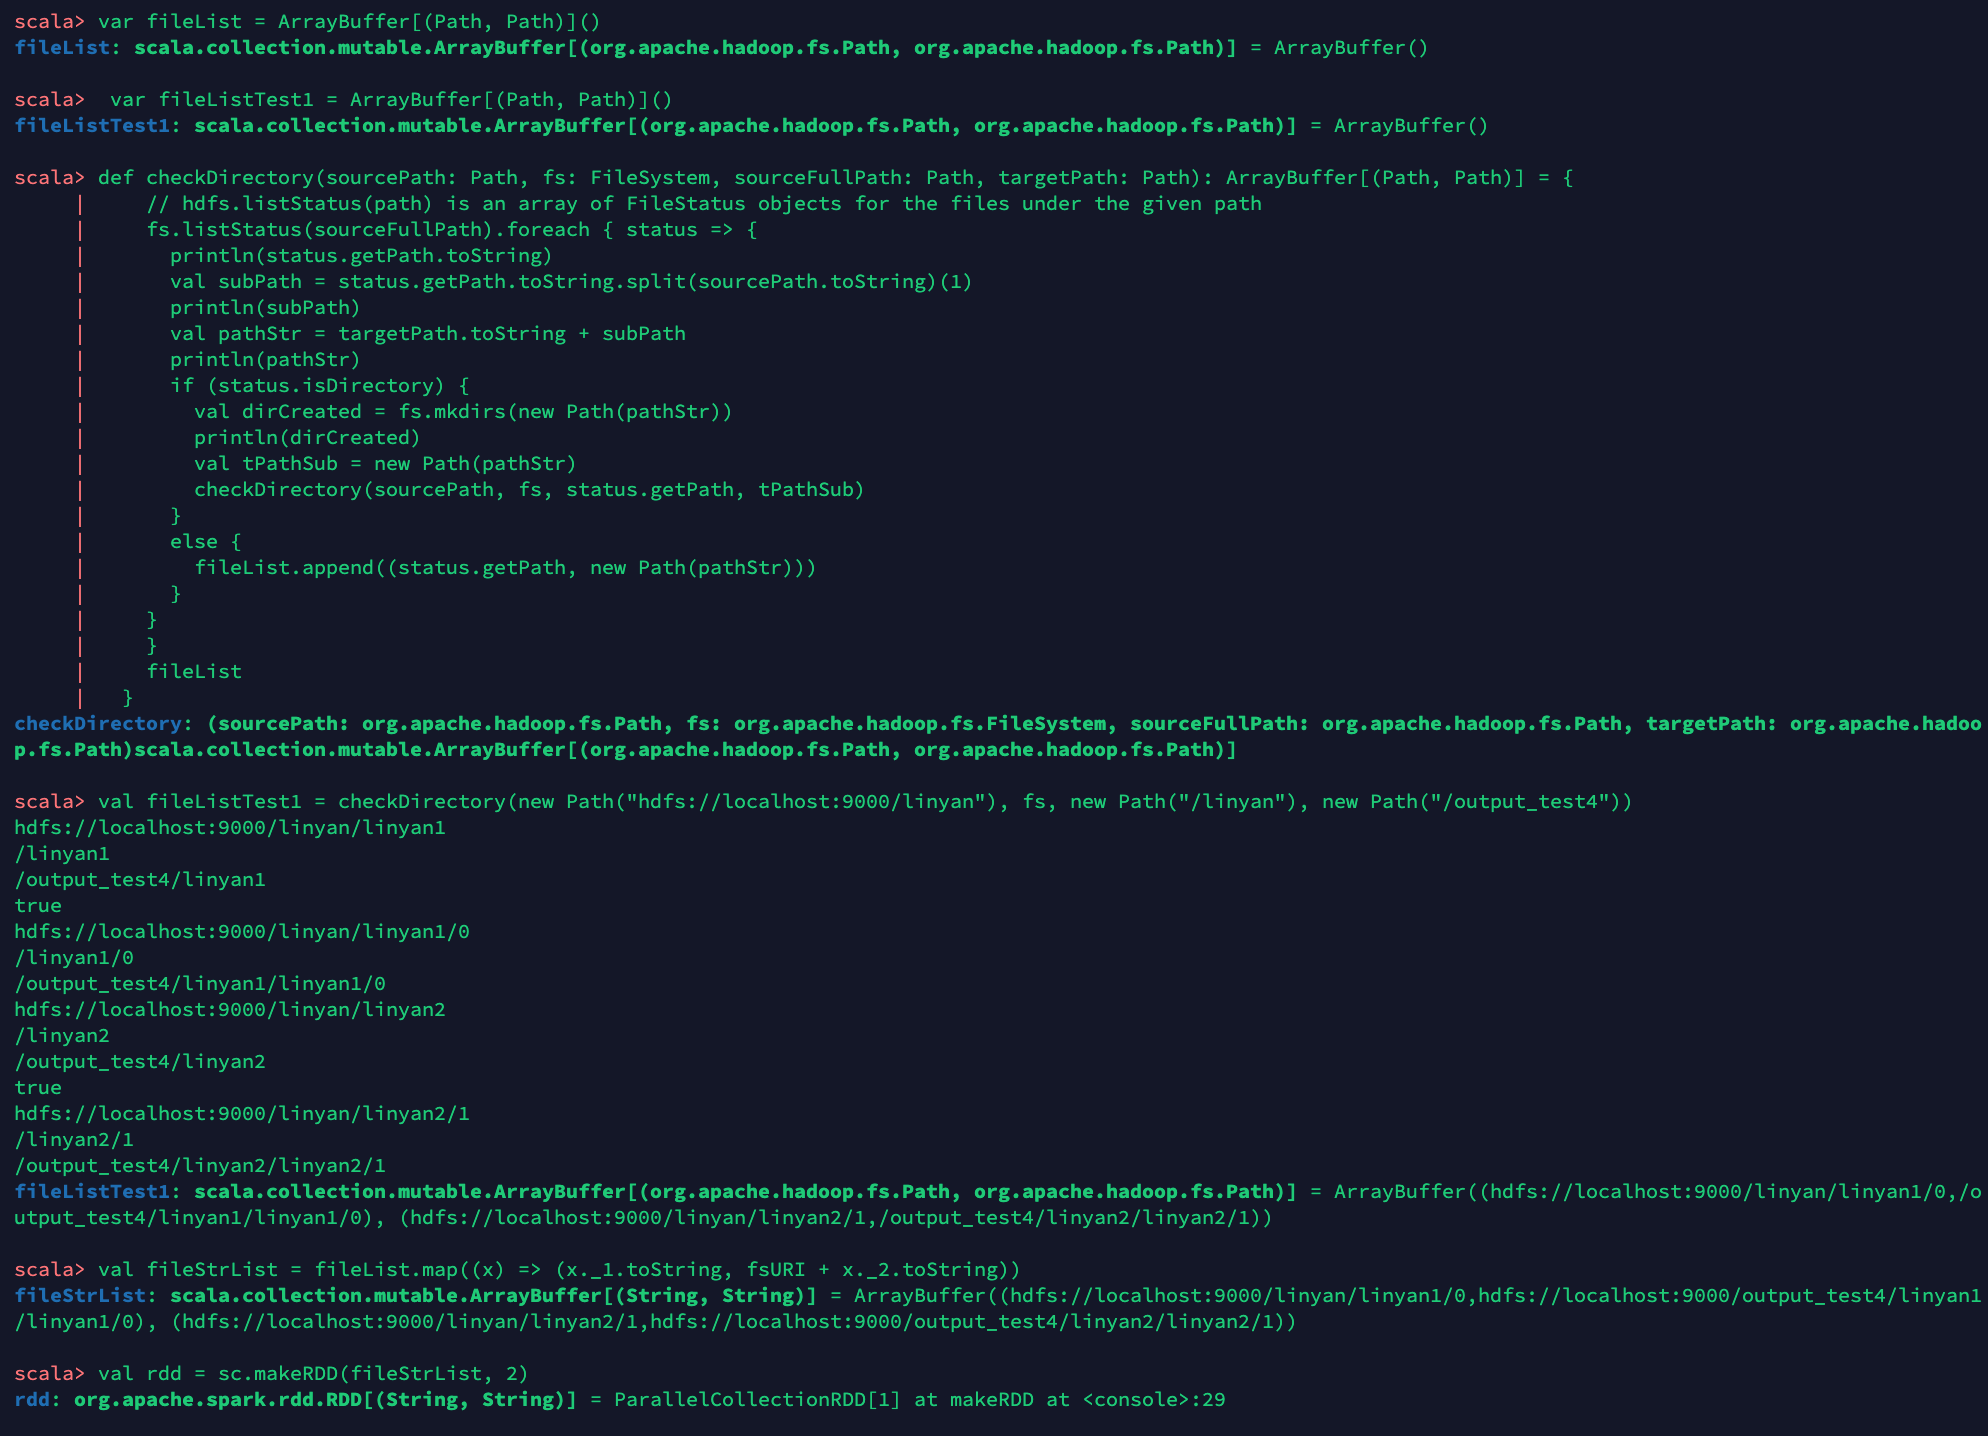 scala> var fileList = ArrayBuffer[(Path, Path)]()
fileList: scala.collection.mutable.ArrayBuffer[(org.apache.hadoop.fs.Path, org.apache.hadoop.fs.Path)] = ArrayBuffer()

scala>  var fileListTest1 = ArrayBuffer[(Path, Path)]()
fileListTest1: scala.collection.mutable.ArrayBuffer[(org.apache.hadoop.fs.Path, org.apache.hadoop.fs.Path)] = ArrayBuffer()

scala> def checkDirectory(sourcePath: Path, fs: FileSystem, sourceFullPath: Path, targetPath: Path): ArrayBuffer[(Path, Path)] = {
     |     // hdfs.listStatus(path) is an array of FileStatus objects for the files under the given path
     |     fs.listStatus(sourceFullPath).foreach { status => {
     |       println(status.getPath.toString)
     |       val subPath = status.getPath.toString.split(sourcePath.toString)(1)
     |       println(subPath)
     |       val pathStr = targetPath.toString + subPath
     |       println(pathStr)
     |       if (status.isDirectory) {
     |         val dirCreated = fs.mkdirs(new Path(pathStr))
     |         println(dirCreated)
     |         val tPathSub = new Path(pathStr)
     |         checkDirectory(sourcePath, fs, status.getPath, tPathSub)
     |       }
     |       else {
     |         fileList.append((status.getPath, new Path(pathStr)))
     |       }
     |     }
     |     }
     |     fileList
     |   }
checkDirectory: (sourcePath: org.apache.hadoop.fs.Path, fs: org.apache.hadoop.fs.FileSystem, sourceFullPath: org.apache.hadoop.fs.Path, targetPath: org.apache.hadoo
p.fs.Path)scala.collection.mutable.ArrayBuffer[(org.apache.hadoop.fs.Path, org.apache.hadoop.fs.Path)]

scala> val fileListTest1 = checkDirectory(new Path("hdfs://localhost:9000/linyan"), fs, new Path("/linyan"), new Path("/output_test4"))
hdfs://localhost:9000/linyan/linyan1
/linyan1
/output_test4/linyan1
true
hdfs://localhost:9000/linyan/linyan1/0
/linyan1/0
/output_test4/linyan1/linyan1/0
hdfs://localhost:9000/linyan/linyan2
/linyan2
/output_test4/linyan2
true
hdfs://localhost:9000/linyan/linyan2/1
/linyan2/1
/output_test4/linyan2/linyan2/1
fileListTest1: scala.collection.mutable.ArrayBuffer[(org.apache.hadoop.fs.Path, org.apache.hadoop.fs.Path)] = ArrayBuffer((hdfs://localhost:9000/linyan/linyan1/0,/o
utput_test4/linyan1/linyan1/0), (hdfs://localhost:9000/linyan/linyan2/1,/output_test4/linyan2/linyan2/1))

scala> val fileStrList = fileList.map((x) => (x._1.toString, fsURI + x._2.toString))
fileStrList: scala.collection.mutable.ArrayBuffer[(String, String)] = ArrayBuffer((hdfs://localhost:9000/linyan/linyan1/0,hdfs://localhost:9000/output_test4/linyan1
/linyan1/0), (hdfs://localhost:9000/linyan/linyan2/1,hdfs://localhost:9000/output_test4/linyan2/linyan2/1))

scala> val rdd = sc.makeRDD(fileStrList, 2)
rdd: org.apache.spark.rdd.RDD[(String, String)] = ParallelCollectionRDD[1] at makeRDD at <console>:29